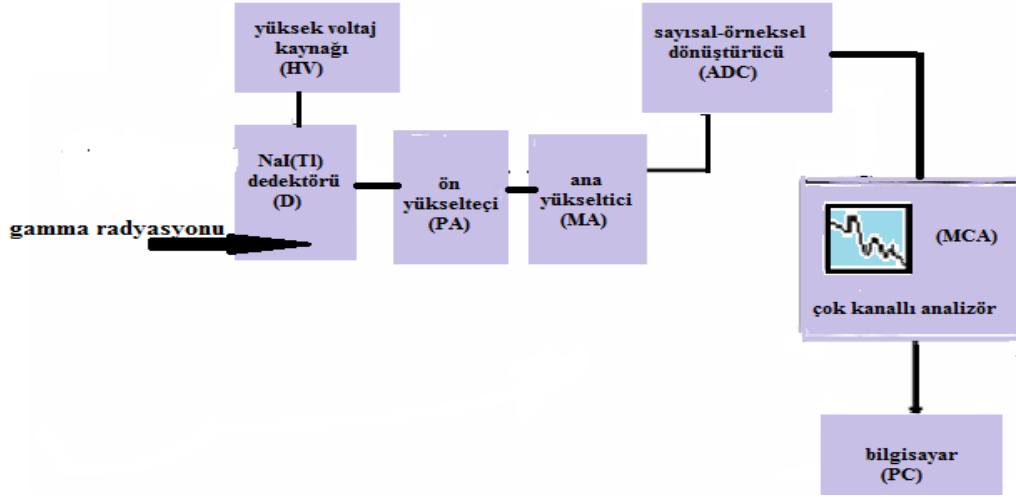 yüksek voltaj
kaynağı
(HV)
sayısal-örneksel
dönüştürücü
(ADC)
NaI(Tl)
dedektörü
(D)
ön
yükselteçi
(PA)
ana
yükseltici
(MA)
gamma radyasyonu
(MCA)
çok kanallı analizör
bilgisayar
(PC)